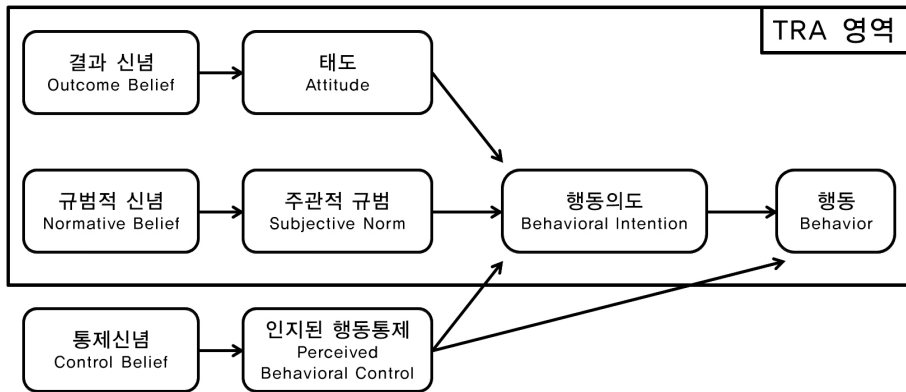 TRA 영역
결과 신념
Outcome Belief
태도
Attitude
규범적 신념
Normative Belief
주관적 규범
Subjective Norm
행동의도
Behavioral Intention
행동
Behavior
통제신념
Control Belief
인지된 행동통제
Perceived
Behavioral Control